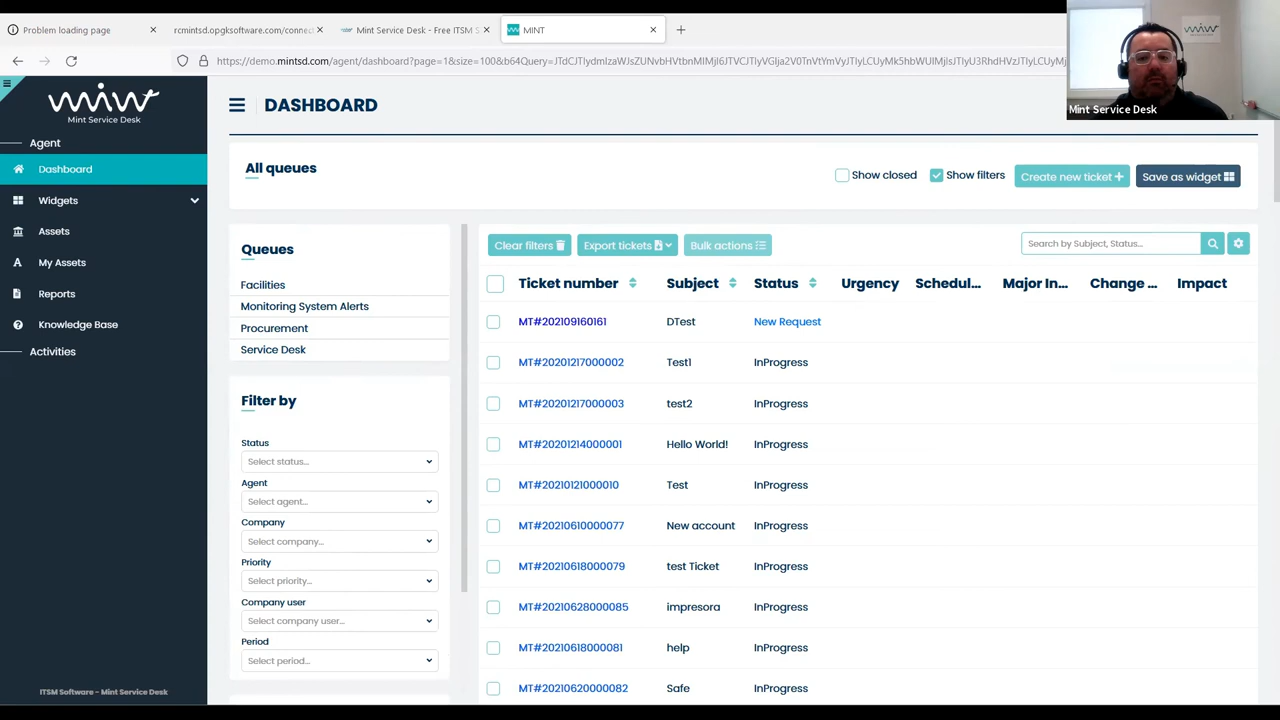 Problem loading page
rcmintsd.opgksoftware.com/connect
Mint Service Desk - Free ITSM S
MINT
https://demo.mintsd.com/agent/dashboard?
Mint Service Desk
Mint Service Desk
Agent
Dashboard
Widgets
Assets
My Assets
Reports
Knowledge Base
Activities
ITSM Software - Mint Service Desk
DASHBOARD
All queues
Show closed
Show filters
Create new ticket +
Save as widget
Queues
Facilities
Monitoring System Alerts
Procurement
Service Desk
Filter by
Status
Select status...
Agent
Select agent...
Company
Select company...
Priority
Select priority...
Company user
Select company user...
Period
Select period...
Clear filters
Export tickets
Bulk actions
Search by Subject, Status...
Ticket number Subject Status Urgency Schedul... Major In... Change ... Impact
MT#202109160161 DTest New Request
MT#20201217000002 Test1 InProgress
MT#20201217000003 test2 InProgress
MT#20201214000001 Hello World! InProgress
MT#20210121000010 Test InProgress
MT#20210610000077 New account InProgress
MT#20210618000079 test Ticket InProgress
MT#20210628000085 impresora InProgress
MT#20210618000081 help InProgress
MT#20210620000082 Safe InProgress